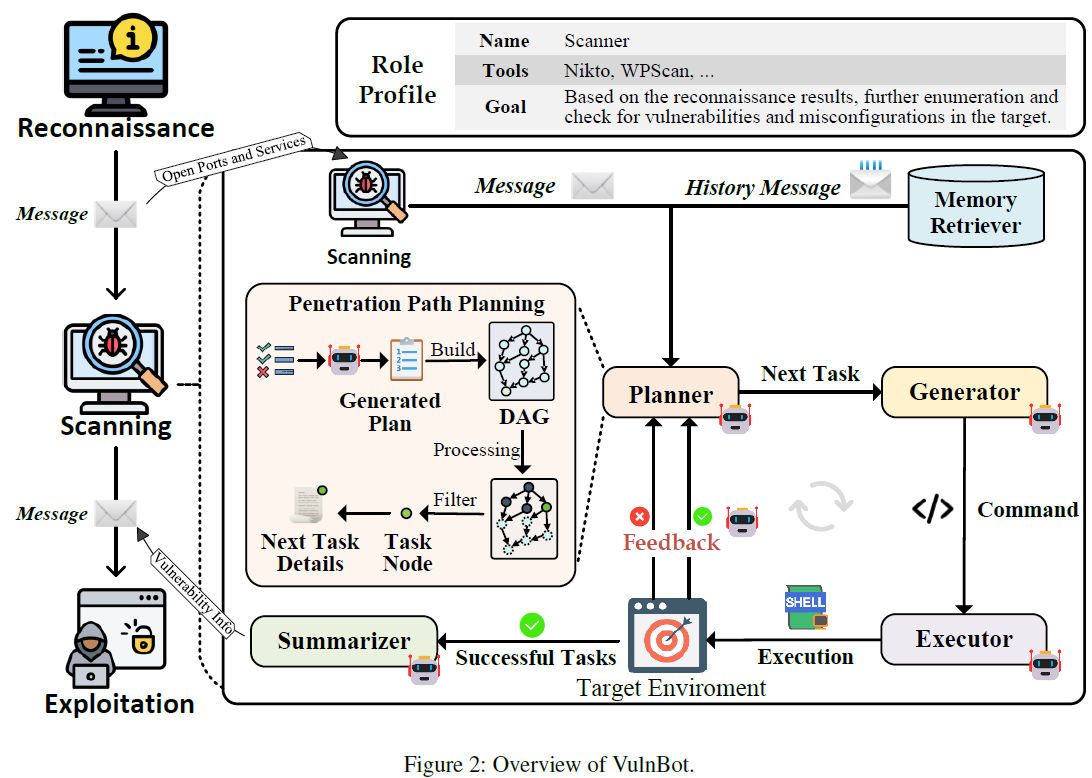 Role
Profile
Name
Scanner
Tools
Nikto, WPScan, ...
Goal
Based on the reconnaissance results, further enumeration and
check for vulnerabilities and misconfigurations in the target.
Reconnaissance
Open Ports and Services
Message
Scanning
Message
Vulnerability Info
Exploitation
Scanning
Message
History Message
Memory
Retriever
Penetration Path Planning
1
2
3
Build
Generated
Plan
DAG
Processing
Filter
Next Task
Details
Task
Node
Planner
Next Task
Generator
Feedback
</>
Command
SHELL
Executor
Execution
Target Enviroment
Successful Tasks
Summarizer
Figure 2: Overview of VulnBot.